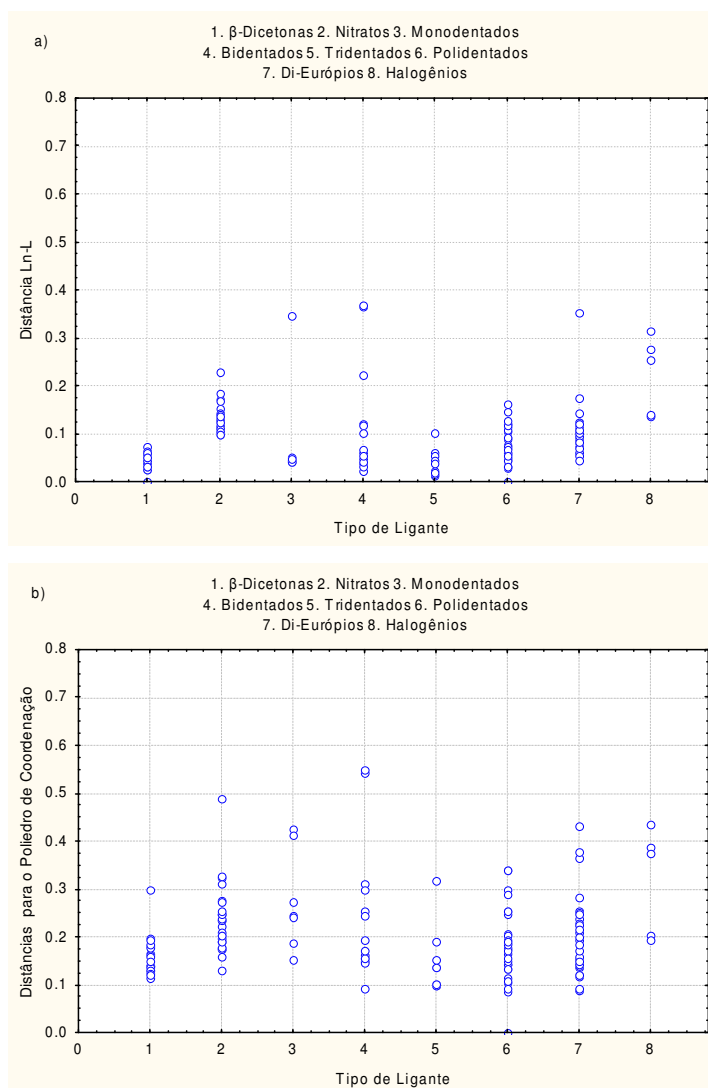 a)
1. β-Dicetonas 2. Nitratos 3. Monodentados
4. Bidentados 5. Tridentados 6. Polidentados
7. Di-Európios 8. Halogênios
0.8
0.7
0.6
0.5
0.4
0.3
0.2
0.1
0.0
Distância Ln-L
0 1 2 3 4 5 6 7 8
Tipo de Ligante
b)
1. β-Dicetonas 2. Nitratos 3. Monodentados
4. Bidentados 5. Tridentados 6. Polidentados
7. Di-Európios 8. Halogênios
0.8
0.7
0.6
0.5
0.4
0.3
0.2
0.1
0.0
Distâncias para o Poliedro de Coordenação
0 1 2 3 4 5 6 7 8
Tipo de Ligante